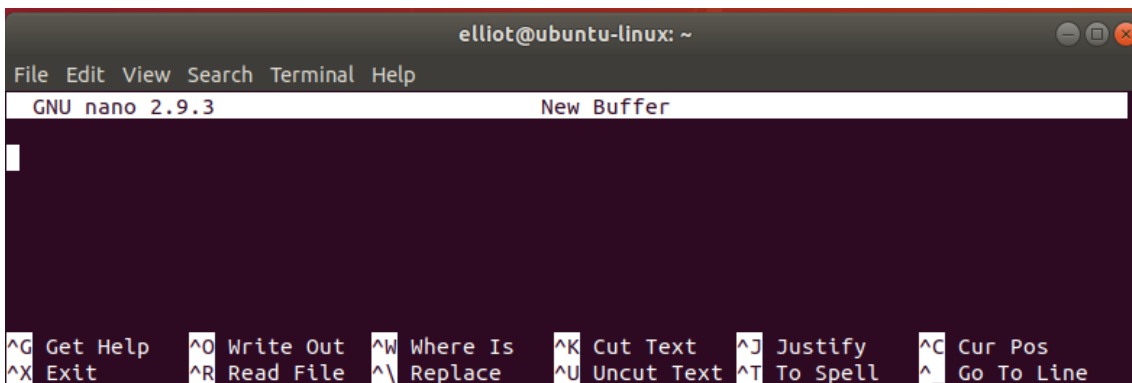 elliot@ubuntu-linux: ~
File Edit View Search Terminal Help
GNU nano 2.9.3 New Buffer
^G Get Help ^O Write Out ^W Where Is ^K Cut Text ^J Justify ^C Cur Pos
^X Exit ^R Read File ^\ Replace ^U Uncut Text ^T To Spell ^_ Go To Line